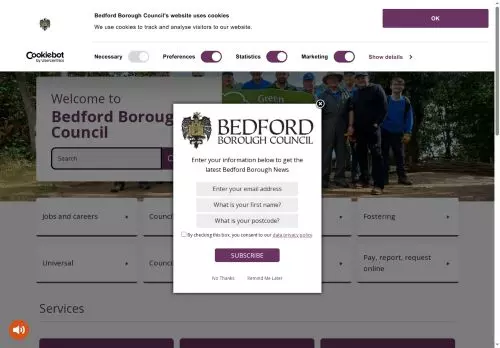 Bedford Borough Council's website uses cookies
We use cookies to track and analyse visitors to our website.
OK
Cookiebot
by Usercentrics
Necessary
Preferences
Statistics
Marketing
Show details
Welcome to
Bedford Borough
Council
Search
Green
BEDFORD
BOROUGH COUNCIL
Enter your information below to get the
latest Bedford Borough News
Enter your email address
What is your first name?
What is your postcode?
By checking this box, you consent to our data privacy policy.
SUBSCRIBE
No Thanks
Remind Me Later
Jobs and careers
Counc
Fostering
Universal
Counc
Pay, report, request
online
Services